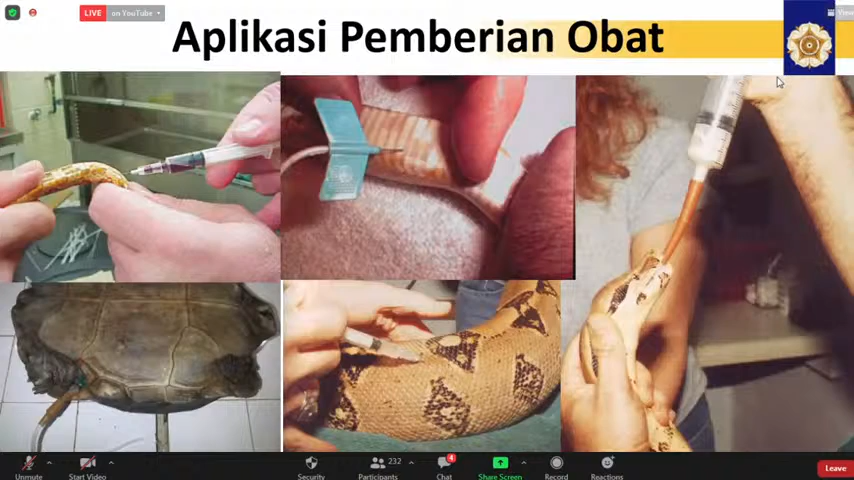 LIVE on YouTube
View
Aplikasi Pemberian Obat
Unmute
Start Video
Security
232
Participants
4
Chat
Share Screen
Record
Reactions
Leave